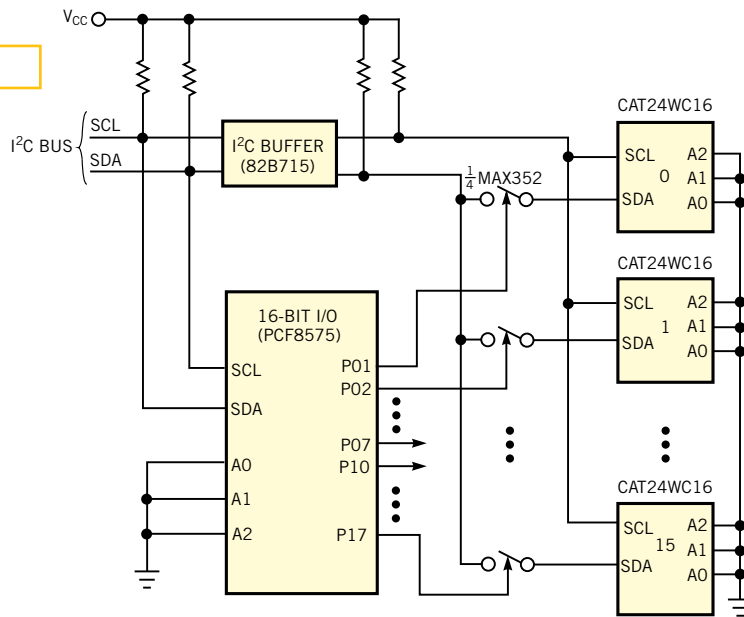 VCC
I2C BUS
SCL
SDA
I2C BUFFER
(82B715)
1/4 MAX352
16-BIT I/O
(PCF8575)
SCL
SDA
A0
A1
A2
P01
P02
P07
P10
P17
CAT24WC16
SCL
0
SDA
A2
A1
A0
CAT24WC16
SCL
1
SDA
A2
A1
A0
CAT24WC16
SCL
15
SDA
A2
A1
A0